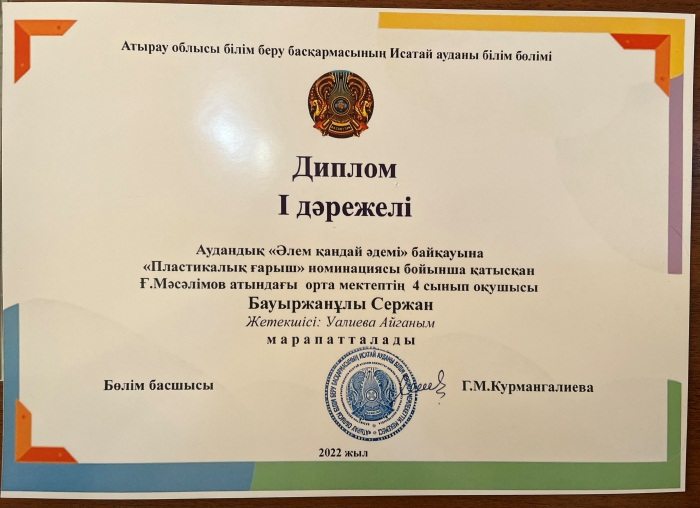 Атырау облысы білім беру басқармасының Исатай ауданы білім бөлімі
Диплом
І дәрежелі
Аудандық «Әлем қандай әдемі» байқауына
«Пластикалық ғарыш» номинациясы бойынша қатысқан
Ғ.Мәсәлімов атындағы орта мектептің 4 сынып оқушысы
Бауыржанұлы Сержан
Жетекшісі: Уалиева Айганым
марапатталады
Бөлім басшысы
Г.М.Курмангалиева
2022 жыл